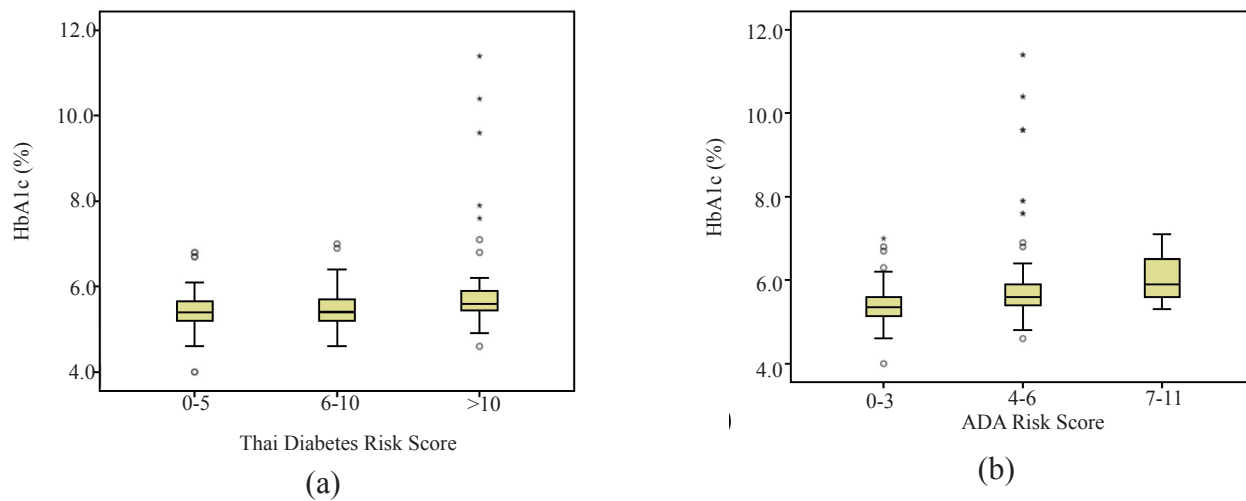 12.0
10.0
8.0
6.0
4.0
HbA1c (%)
0-5 6-10 >10
Thai Diabetes Risk Score
(a)
12.0
10.0
8.0
6.0
4.0
HbA1c (%)
0-3 4-6 7-11
)
ADA Risk Score
(b)